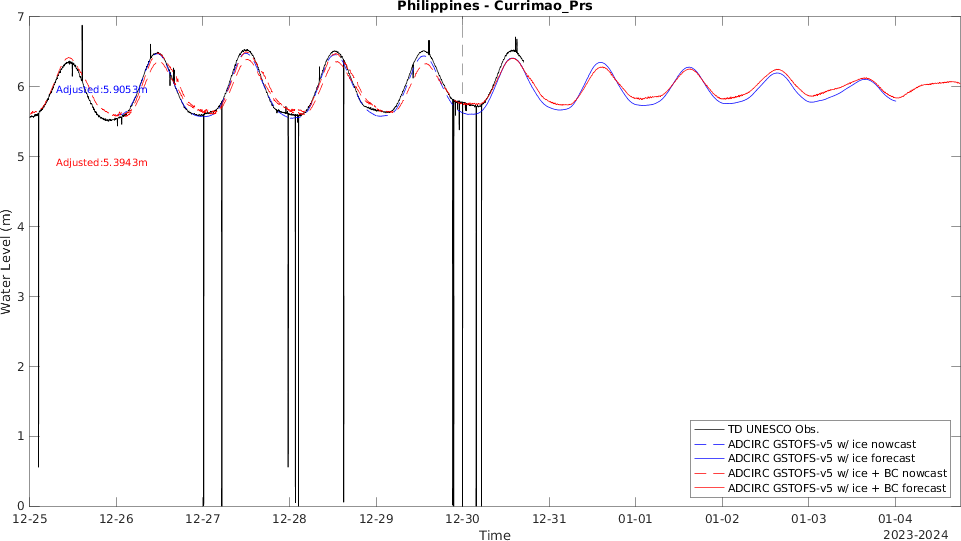 Philippines - Currimao_Prs
7
6
5
4
3
2
1
0
Water Level (m)
Adjusted:5.9053m
Adjusted:5.3943m
TD UNESCO Obs.
ADCIRC GSTOFS-v5 w/ ice nowcast
ADCIRC GSTOFS-v5 w/ ice forecast
ADCIRC GSTOFS-v5 w/ ice + BC nowcast
ADCIRC GSTOFS-v5 w/ ice + BC forecast
12-25 12-26 12-27 12-28 12-29 12-30 12-31 01-01 01-02 01-03 01-04
Time
2023-2024